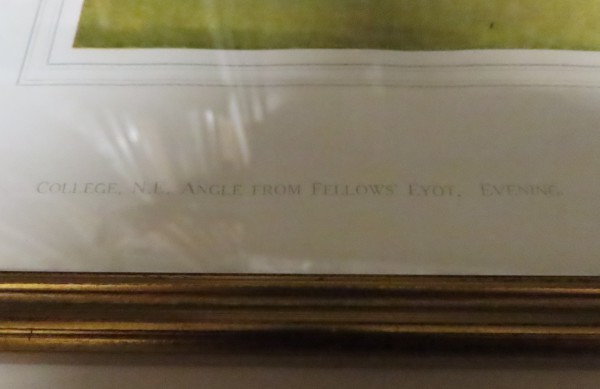 COLLEGE, N.E. ANGLE FROM FELLOWS' EYOT. EVENING.